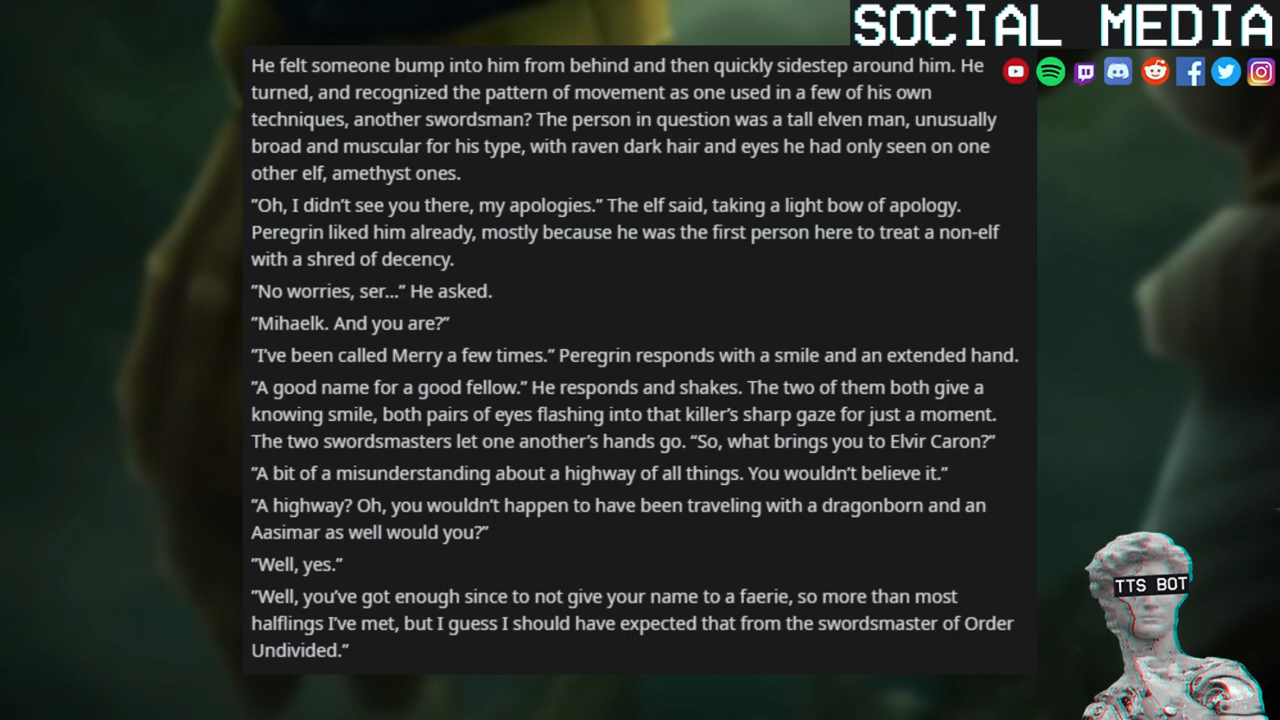 SOCIAL MEDIA
He felt someone bump into him from behind and then quickly sidestep around him. He
turned, and recognized the pattern of movement as one used in a few of his own
techniques, another swordsman? The person in question was a tall elven man, unusually
broad and muscular for his type, with raven dark hair and eyes he had only seen on one
other elf, amethyst ones.
"Oh, I didn't see you there, my apologies." The elf said, taking a light bow of apology.
Peregrin liked him already, mostly because he was the first person here to treat a non-elf
with a shred of decency.
"No worries, ser..." He asked.
"Mihaelk. And you are?"
"I've been called Merry a few times." Peregrin responds with a smile and an extended hand.
"A good name for a good fellow." He responds and shakes. The two of them both give a
knowing smile, both pairs of eyes flashing into that killer's sharp gaze for just a moment.
The two swordsmasters let one another's hands go. "So, what brings you to Elvir Caron?"
"A bit of a misunderstanding about a highway of all things. You wouldn't believe it."
"A highway? Oh, you wouldn't happen to have been traveling with a dragonborn and an
Aasimar as well would you?"
"Well, yes."
"Well, you've got enough since to not give your name to a faerie, so more than most
halflings I've met, but I guess I should have expected that from the swordsmaster of Order
Undivided."
TTS BOT